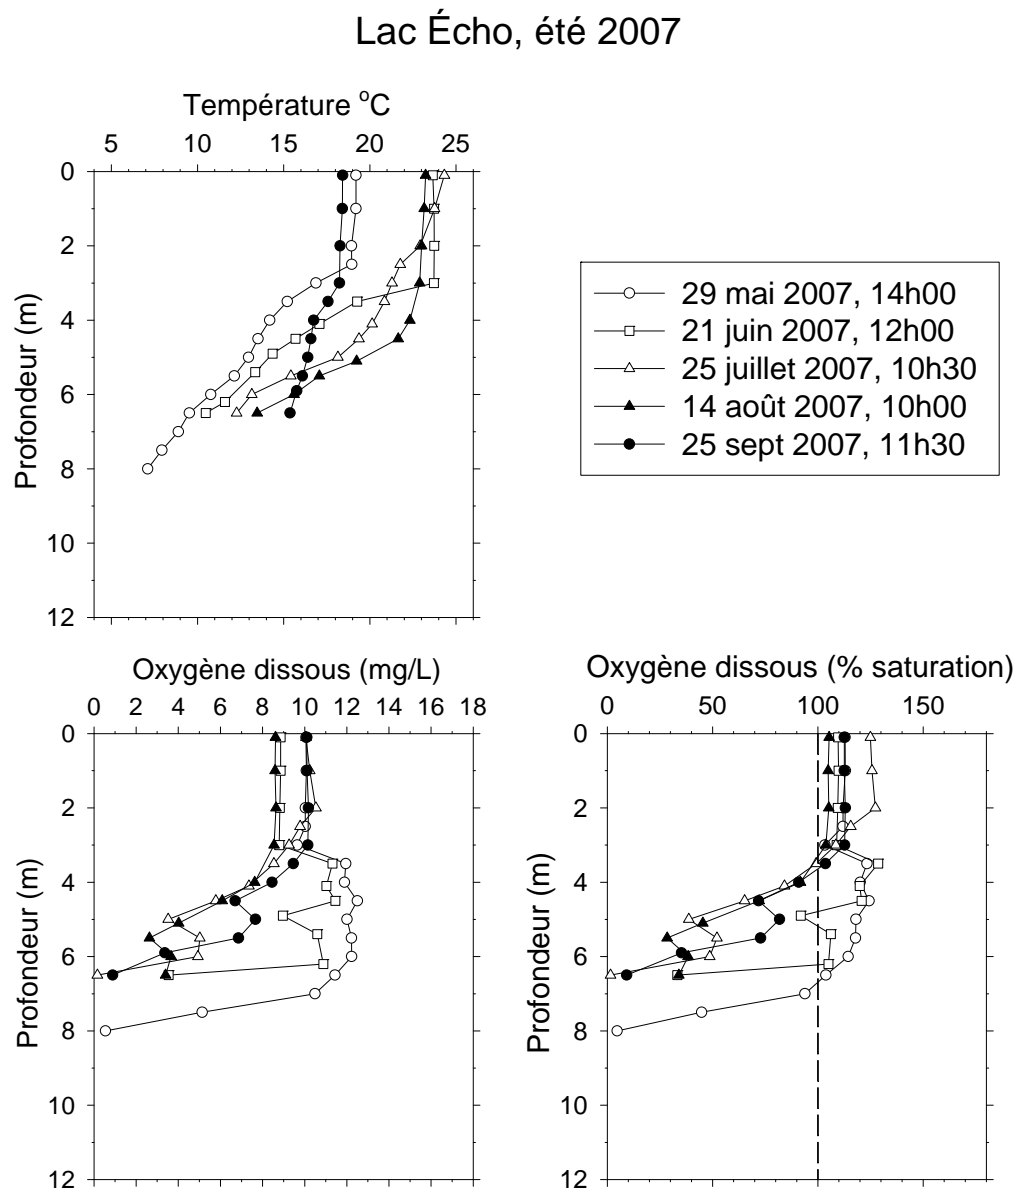 Lac Écho, été 2007
Température °C
5 10 15 20 25
0
2
4
6
8
10
12
Profondeur (m)
29 mai 2007, 14h00
21 juin 2007, 12h00
25 juillet 2007, 10h30
14 août 2007, 10h00
25 sept 2007, 11h30
Oxygène dissous (mg/L)
0 2 4 6 8 10 12 14 16 18
0
2
4
6
8
10
12
Profondeur (m)
Oxygène dissous (% saturation)
0 50 100 150
0
2
4
6
8
10
12
Profondeur (m)